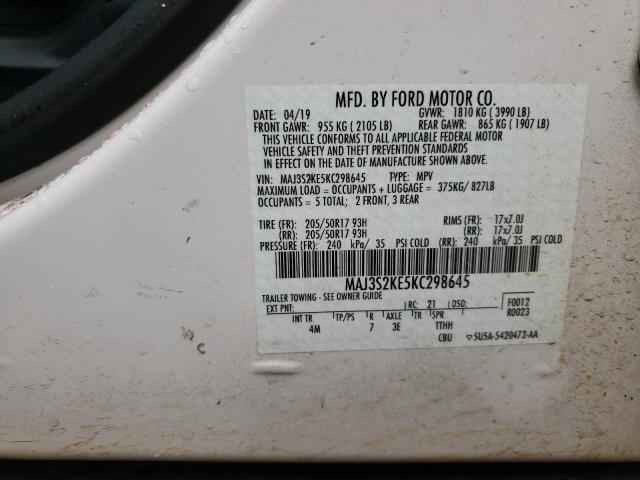 MFD. BY FORD MOTOR CO.
DATE: 04/19 GVWR: 1810 KG ( 3990 LB)
FRONT GAWR: 955 KG ( 2105 LB) REAR GAWR: 865 KG ( 1907 LB)
THIS VEHICLE CONFORMS TO ALL APPLICABLE FEDERAL MOTOR
VEHICLE SAFETY AND THEFT PREVENTION STANDARDS
IN EFFECT ON THE DATE OF MANUFACTURE SHOWN ABOVE.
VIN: MAJ3S2KE5KC298645 TYPE: MPV
MAXIMUM LOAD = OCCUPANTS + LUGGAGE = 375KG/ 827LB
OCCUPANTS = 5 TOTAL; 2 FRONT, 3 REAR
TIRE (FR): 205/50R17 93H RIMS (FR): 17x7.0J
(RR): 205/50R17 93H (RR): 17x7.0J
PRESSURE (FR): 240 kPa/ 35 PSI COLD (RR): 240 kPa/ 35 PSI COLD
MAJ3S2KE5KC298645
TRAILER TOWING - SEE OWNER GUIDE
EXT PNT: RC: 21 DSO: F0012
R0023
INT TR TP/PS R AXLE TR SPR
4M 7 3E TTHH
CBU 5U5A-5420472-AA